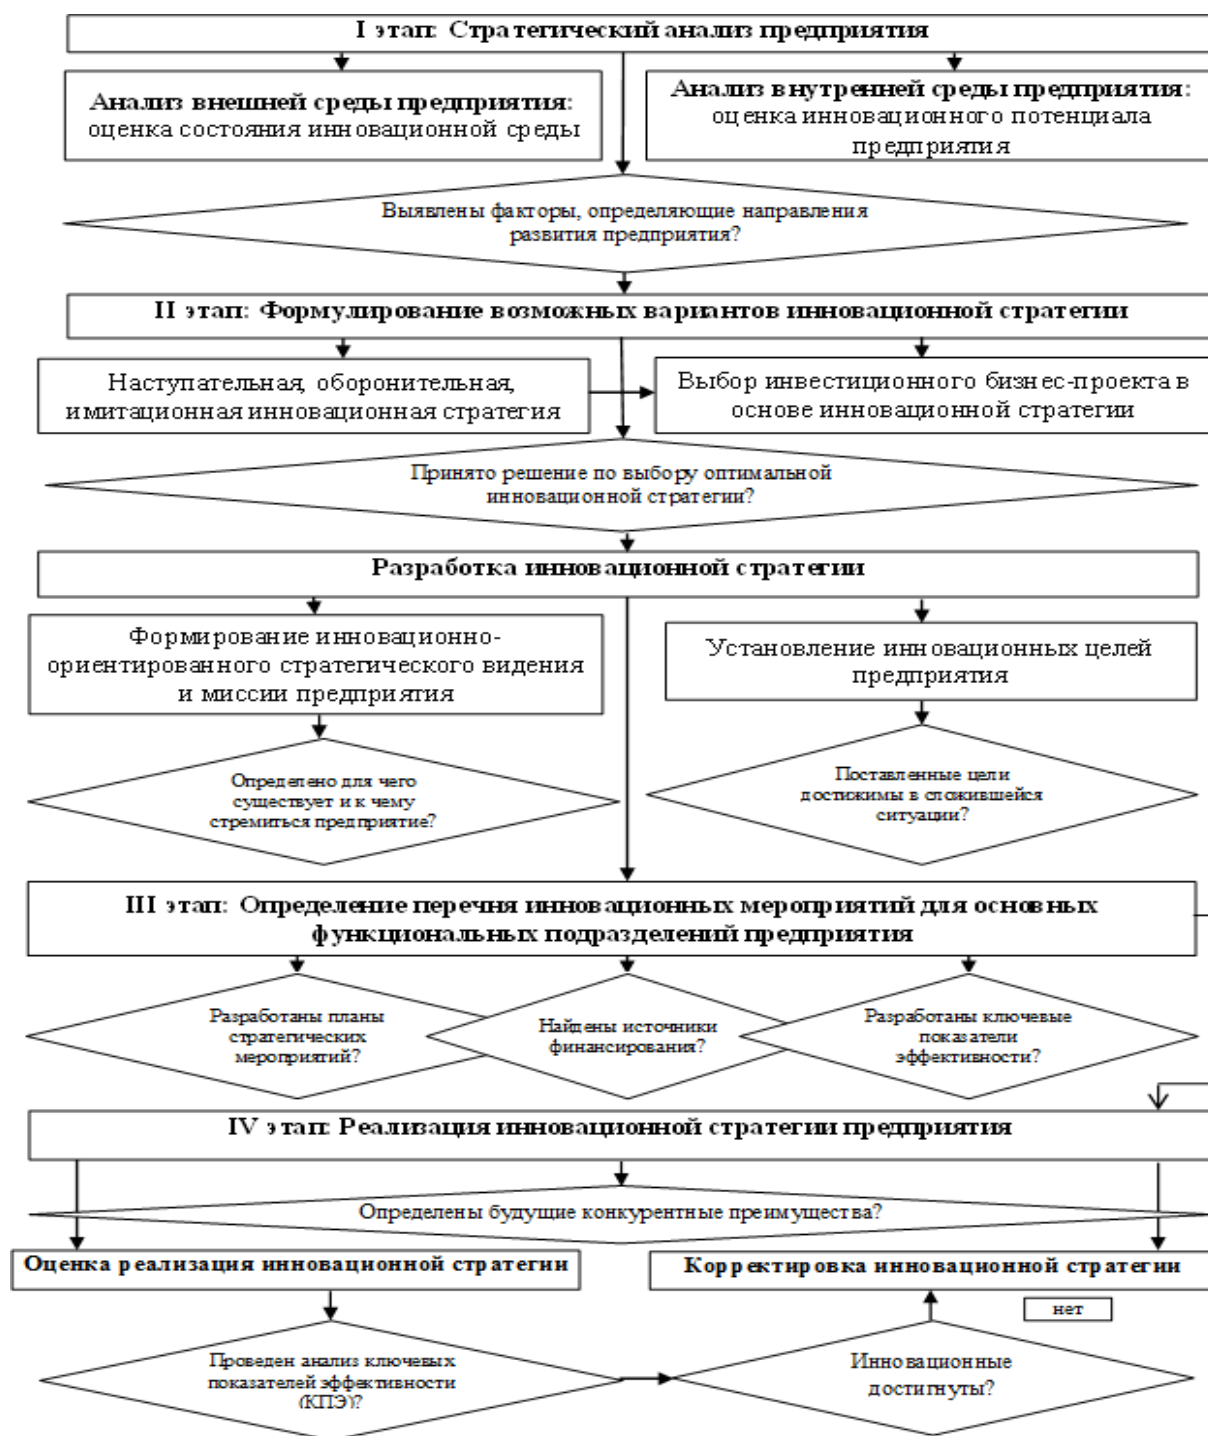 I этап: Стратегический анализ предприятия
Анализ внешней среды предприятия:
оценка состояния инновационной среды
Анализ внутренней среды предприятия:
оценка инновационного потенциала
предприятия
Выявлены факторы, определяющие направления
развития предприятия?
II этап: Формулирование возможных вариантов инновационной стратегии
Наступательная, оборонительная,
имитационная инновационная стратегия
Выбор инвестиционного бизнес-проекта в
основе инновационной стратегии
Принято решение по выбору оптимальной
инновационной стратегии?
Разработка инновационной стратегии
Формирование инновационно-
ориентированного стратегического видения
и миссии предприятия
Установление инновационных целей
предприятия
Определено для чего
существует и к чему
стремиться предприятие?
Поставленные цели
достижимы в сложившейся
ситуации?
III этап: Определение перечня инновационных мероприятий для основных
функциональных подразделений предприятия
Разработаны планы
стратегических
мероприятий?
Найдены источники
финансирования?
Разработаны ключевые
показатели
эффективности?
IV этап: Реализация инновационной стратегии предприятия
Определены будущие конкурентные преимущества?
Оценка реализация инновационной стратегии
Корректировка инновационной стратегии
нет
Проведен анализ ключевых
показателей эффективности
(КПЭ)?
Инновационные
достигнуты?